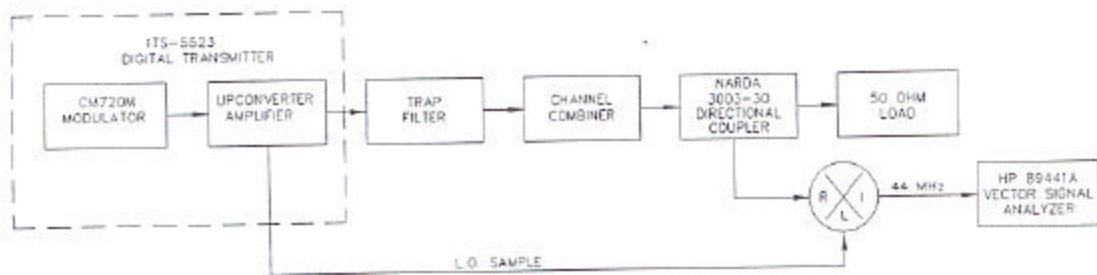 ITS-5523
DIGITAL TRANSMITTER
CM720M
MODULATOR
UPCONVERTER
AMPLIFIER
TRAP
FILTER
CHANNEL
COMBINER
NARDA
3003-30
DIRECTIONAL
COUPLER
50 OHM
LOAD
R
I
L
44 MHz
HP 89441A
VECTOR SIGNAL
ANALYZER
L.O. SAMPLE